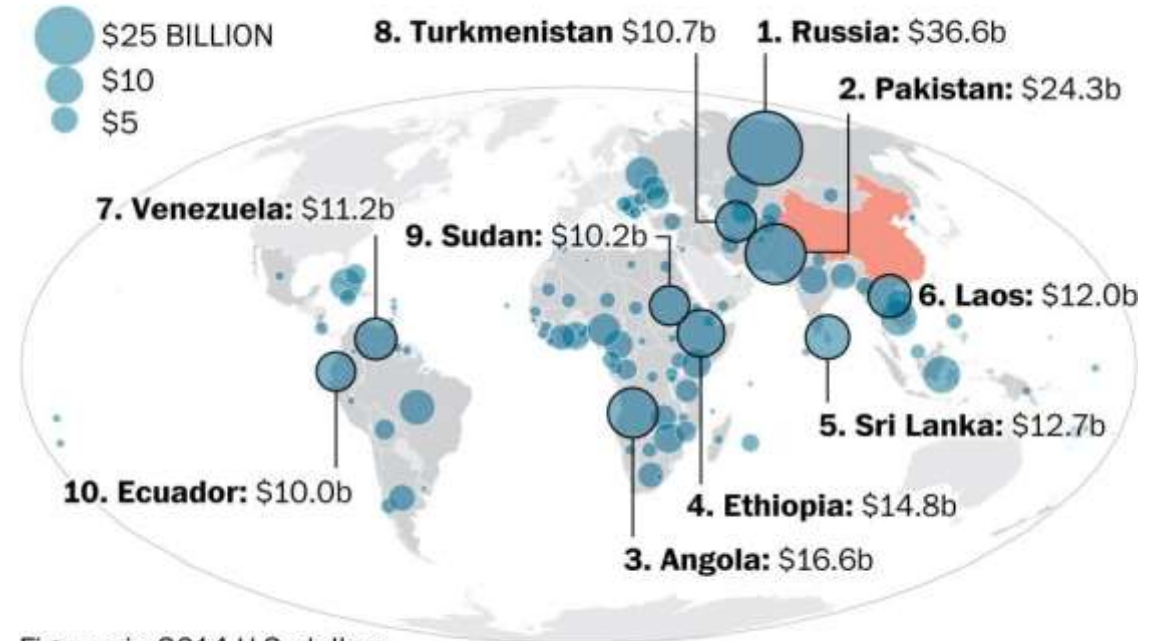 $25 BILLION
$10
$5
8. Turkmenistan $10.7b
1. Russia: $36.6b
2. Pakistan: $24.3b
7. Venezuela: $11.2b
9. Sudan: $10.2b
6. Laos: $12.0b
5. Sri Lanka: $12.7b
10. Ecuador: $10.0b
4. Ethiopia: $14.8b
3. Angola: $16.6b